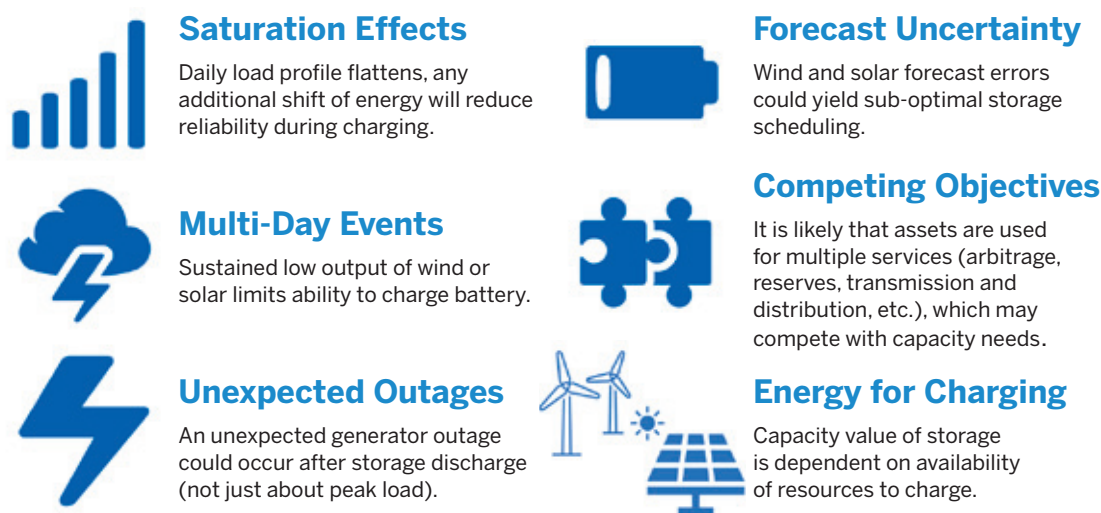 Saturation Effects
Daily load profile flattens, any
additional shift of energy will reduce
reliability during charging.
Multi-Day Events
Sustained low output of wind or
solar limits ability to charge battery.
Unexpected Outages
An unexpected generator outage
could occur after storage discharge
(not just about peak load).
Forecast Uncertainty
Wind and solar forecast errors
could yield sub-optimal storage
scheduling.
Competing Objectives
It is likely that assets are used
for multiple services (arbitrage,
reserves, transmission and
distribution, etc.), which may
compete with capacity needs.
Energy for Charging
Capacity value of storage
is dependent on availability
of resources to charge.